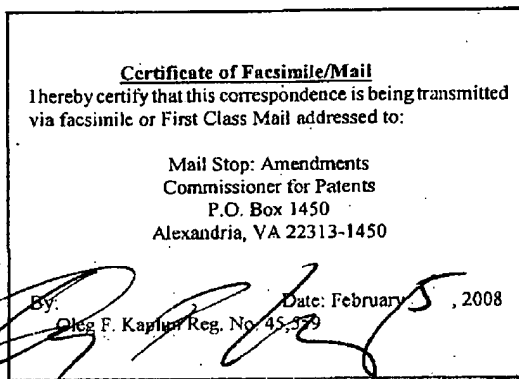 Certificate of Facsimile/Mail
I hereby certify that this correspondence is being transmitted
via facsimile or First Class Mail addressed to:
Mail Stop: Amendments
Commissioner for Patents
P.O. Box 1450
Alexandria, VA 22313-1450
By: Date: February 5, 2008
Oleg F. Kaplun Reg. No. 45,559